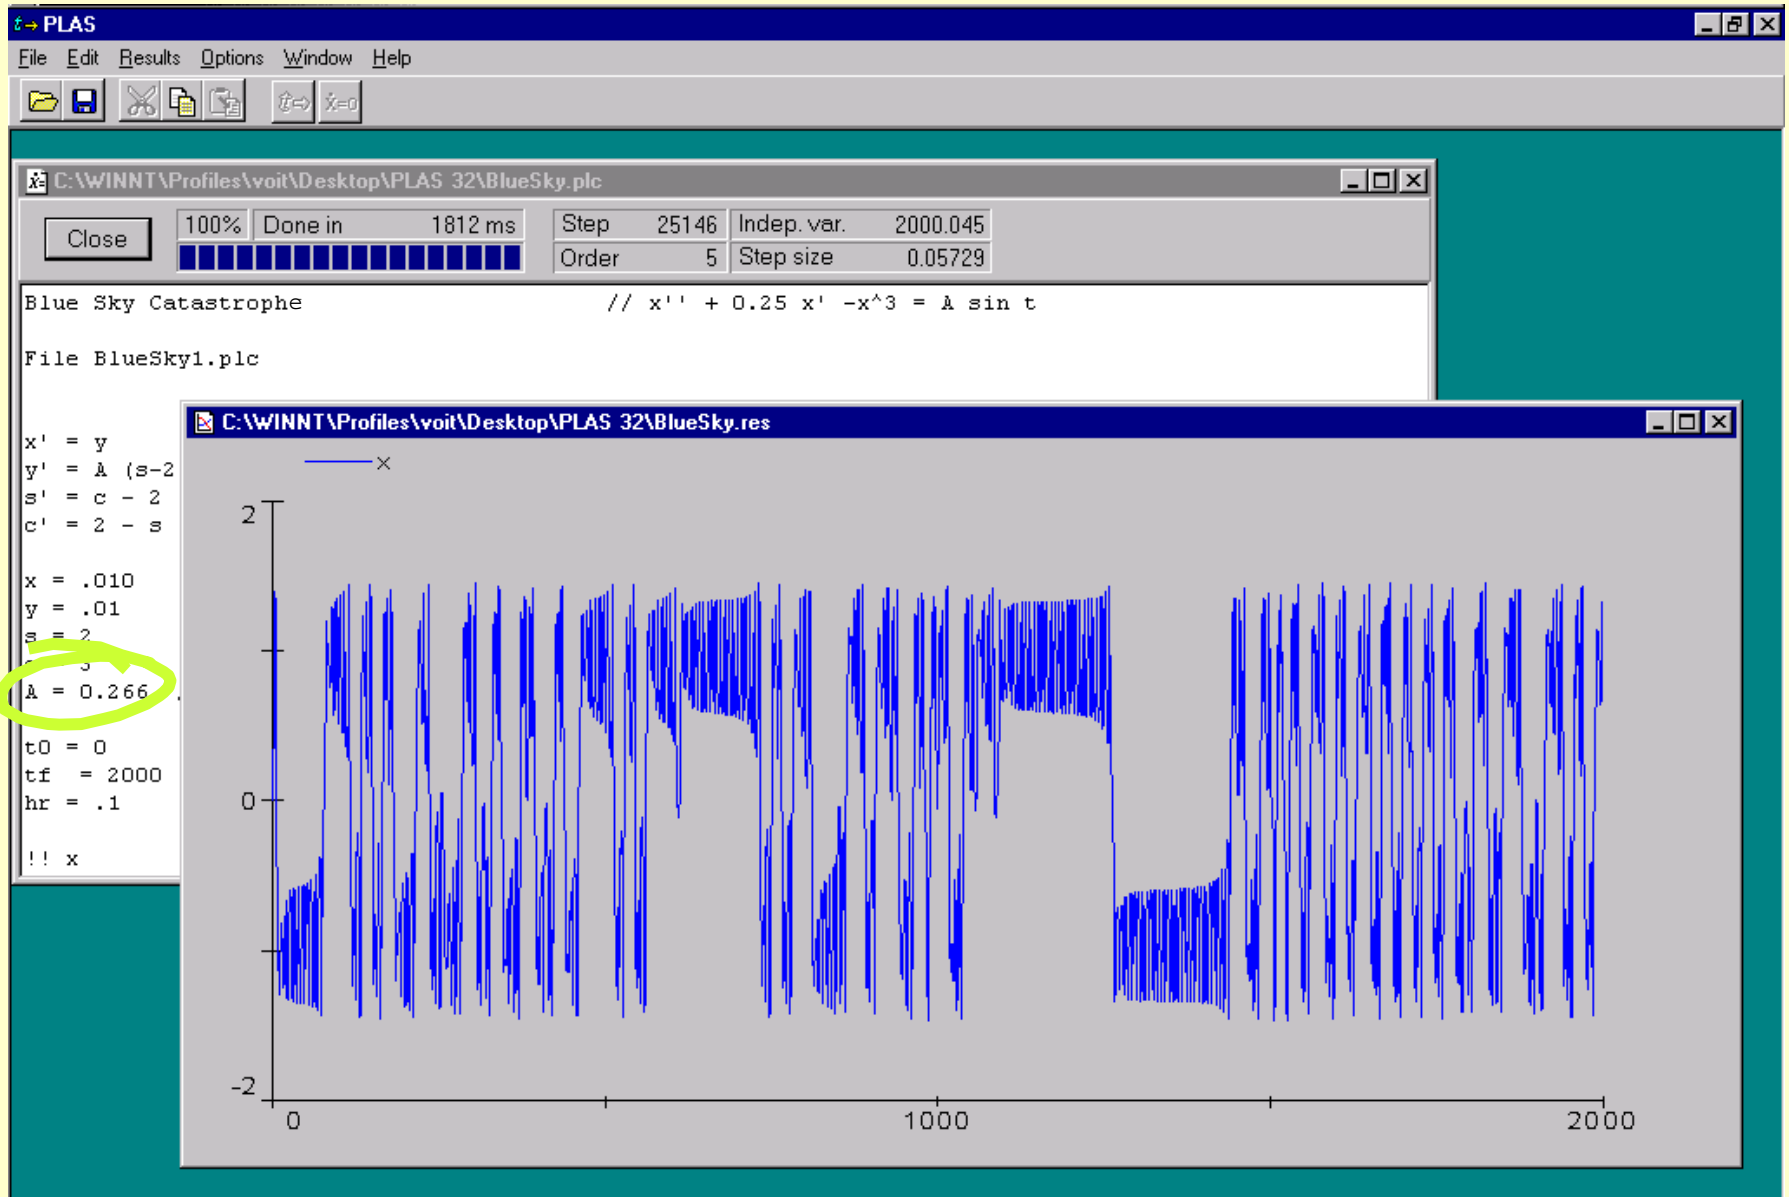 t→ PLAS
File Edit Results Options Window Help
ẋ=0
C:\WINNT\Profiles\voit\Desktop\PLAS 32\BlueSky.plc
Close 100% Done in 1812 ms Step 25146 Indep. var. 2000.045
Order 5 Step size 0.05729
Blue Sky Catastrophe // x'' + 0.25 x' -x^3 = A sin t
File BlueSky1.plc
x' = y
y' = A (s-2
s' = c - 2
c' = 2 - s
x = .010
y = .01
s = 2
3
A = 0.266
t0 = 0
tf = 2000
hr = .1
!! x
C:\WINNT\Profiles\voit\Desktop\PLAS 32\BlueSky.res
x
2
0
-2
0 1000 2000